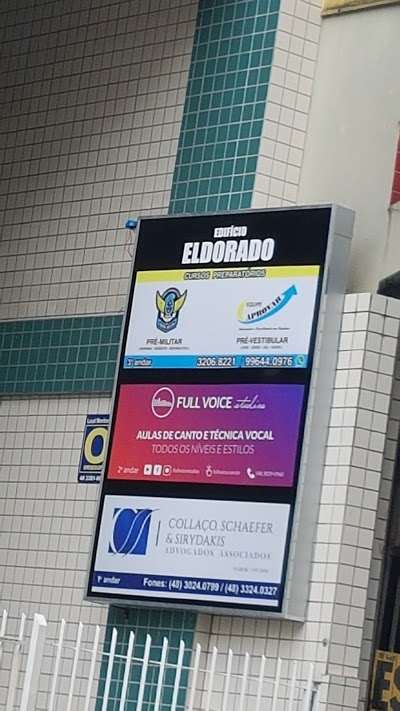 EDIFÍCIO
ELDORADO
CURSOS PREPARATÓRIOS
EQUIPE
APROVAR
PRÉ-MILITAR
PRÉ-VESTIBULAR
3º andar
3206.8221 99644.0976
FULL VOICE studios
AULAS DE CANTO E TÉCNICA VOCAL
TODOS OS NÍVEIS E ESTILOS
2º andar
COLLAÇO, SCHAEFER
& SIRYDAKIS
ADVOGADOS ASSOCIADOS
1º andar
Fones: (48) 3024.0799 / (48) 3324.0327